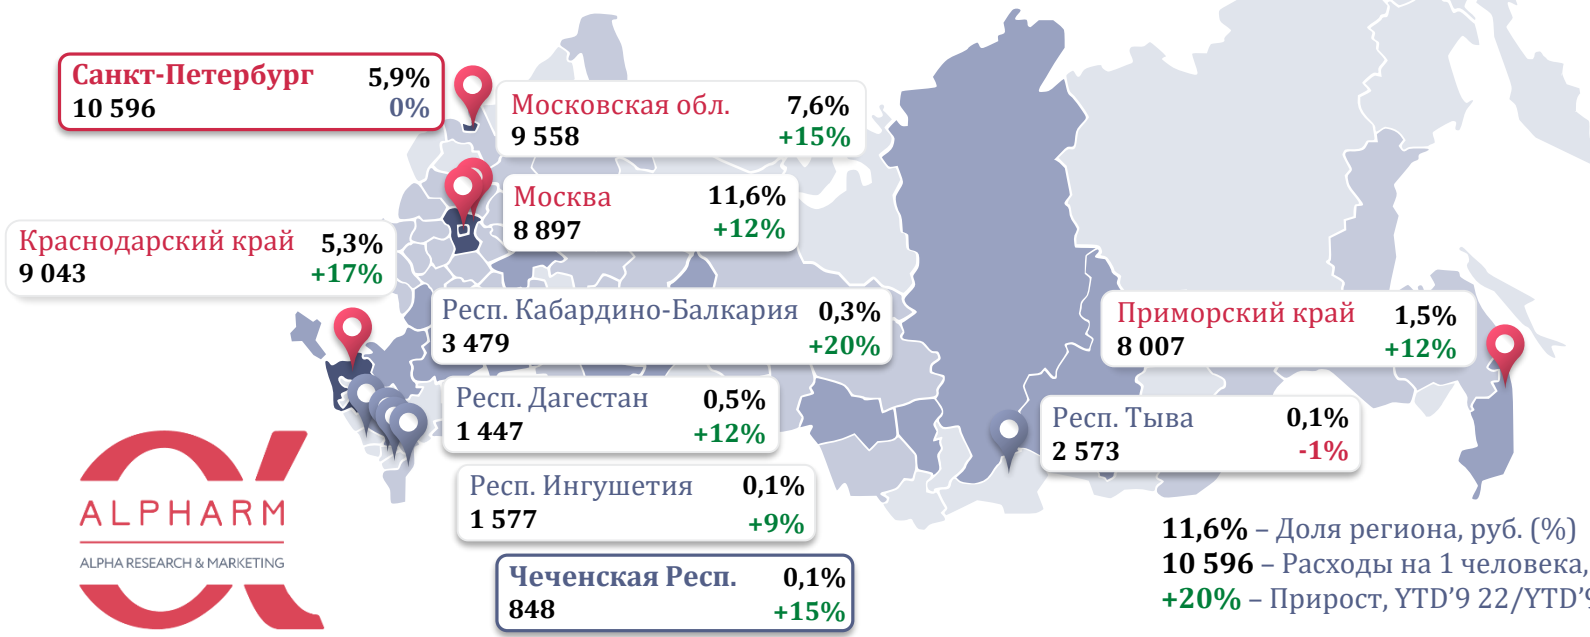 Санкт-Петербург 5,9%
10 596 0%
Московская обл. 7,6%
9 558 +15%
Москва 11,6%
8 897 +12%
Краснодарский край 5,3%
9 043 +17%
Респ. Кабардино-Балкария 0,3%
3 479 +20%
Приморский край 1,5%
8 007 +12%
Респ. Дагестан 0,5%
1 447 +12%
Респ. Тыва 0,1%
2 573 -1%
Респ. Ингушетия 0,1%
1 577 +9%
Чеченская Респ. 0,1%
848 +15%
ALPHARM
ALPHA RESEARCH & MARKETING
11,6% – Доля региона, руб. (%)
10 596 – Расходы на 1 человека,
+20% – Прирост, YTD’9 22/YTD’9